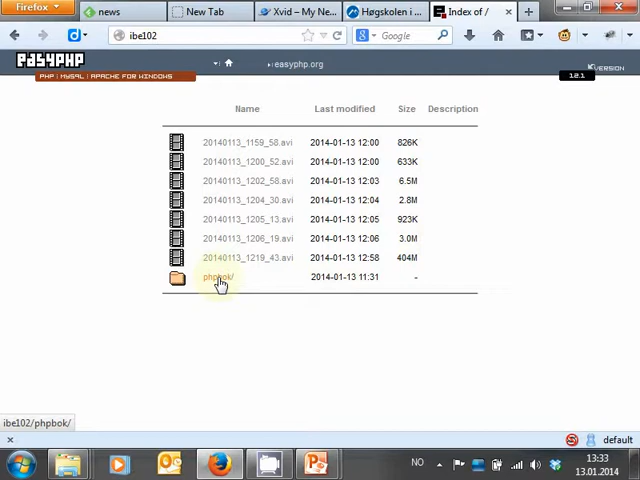 Firefox
news
New Tab
Xvid – My Ne...
Høgskolen i ...
Index of /
ibe102
Google
easyPHP
PHP | MySQL | APACHE FOR WINDOWS
easyphp.org
VERSION
12.1
Name Last modified Size Description
20140113_1159_58.avi 2014-01-13 12:00 826K
20140113_1200_52.avi 2014-01-13 12:00 633K
20140113_1202_58.avi 2014-01-13 12:03 6.5M
20140113_1204_30.avi 2014-01-13 12:04 2.8M
20140113_1205_13.avi 2014-01-13 12:05 923K
20140113_1206_19.avi 2014-01-13 12:06 3.0M
20140113_1219_43.avi 2014-01-13 12:58 404M
phpbok/ 2014-01-13 11:31 -
ibe102/phpbok/
default
NO
13:33
13.01.2014